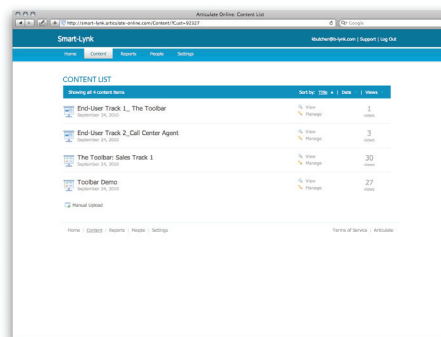 Articulate Online: Content List
http://smart-lynk.articulate-online.com/Content/?Cust=92327
Google
Smart-Lynk
kbutcher@b-lynk.com | Support | Log Out
Home Content Reports People Settings
CONTENT LIST
Showing all 4 content items Sort by: Title | Date | Views
End-User Track 1_ The Toolbar View 1
September 24, 2010 Manage views
End-User Track 2_Call Center Agent View 3
September 24, 2010 Manage views
The Toolbar: Sales Track 1 View 30
September 24, 2010 Manage views
Toolbar Demo View 27
September 24, 2010 Manage views
Manual Upload
Home | Content | Reports | People | Settings Terms of Service | Articulate